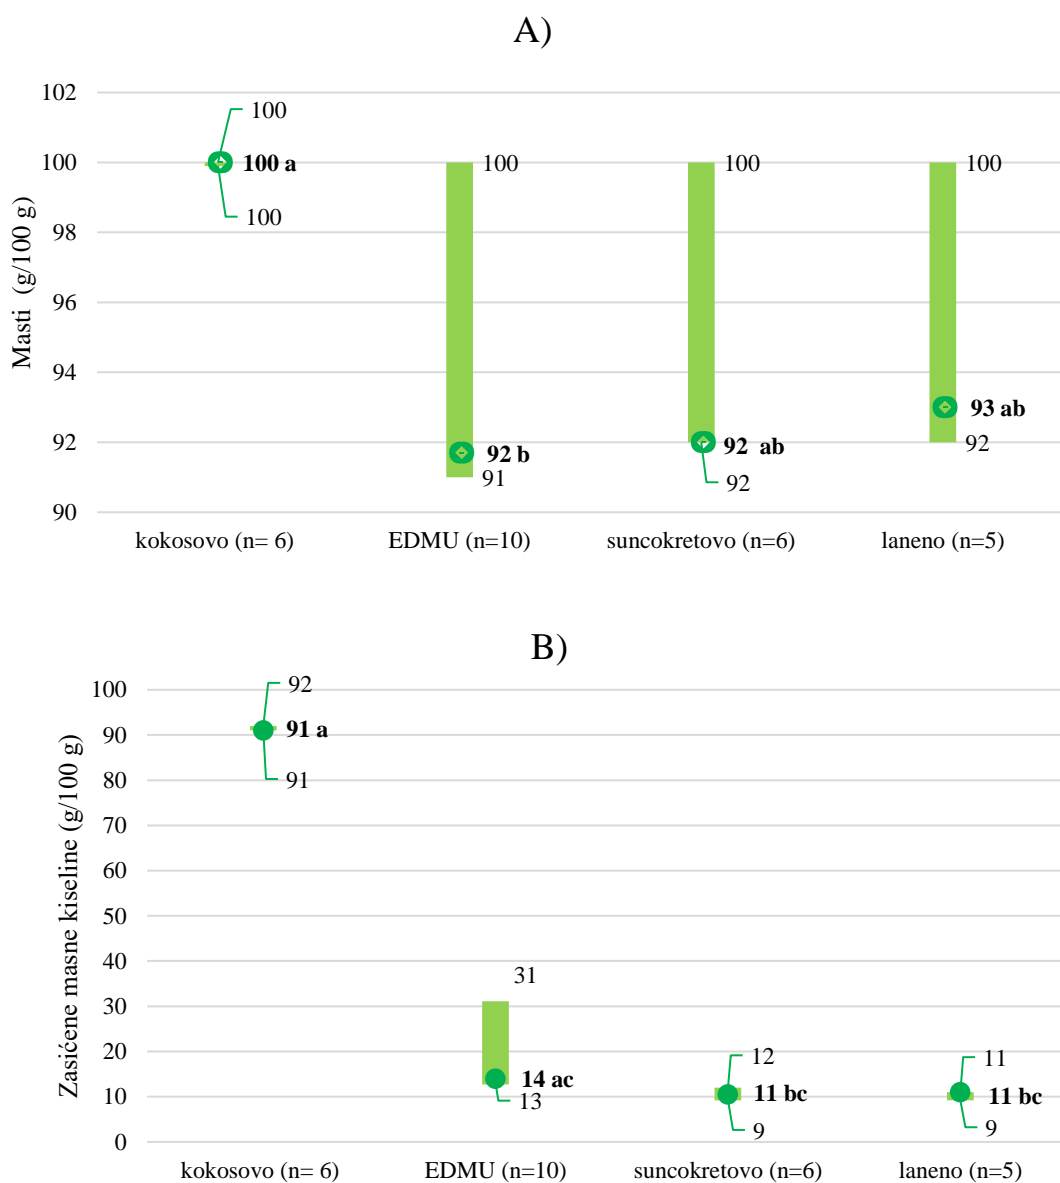 A)
Masti (g/100 g)
102
100
98
96
94
92
90
100
100 a
100
100
92 b
91
100
92 ab
92
100
93 ab
92
kokosovo (n= 6)
EDMU (n=10)
suncokretovo (n=6)
laneno (n=5)
B)
Zasićene masne kiseline (g/100 g)
100
90
80
70
60
50
40
30
20
10
0
92
91 a
91
31
14 ac
13
12
11 bc
9
11
11 bc
9
kokosovo (n= 6)
EDMU (n=10)
suncokretovo (n=6)
laneno (n=5)